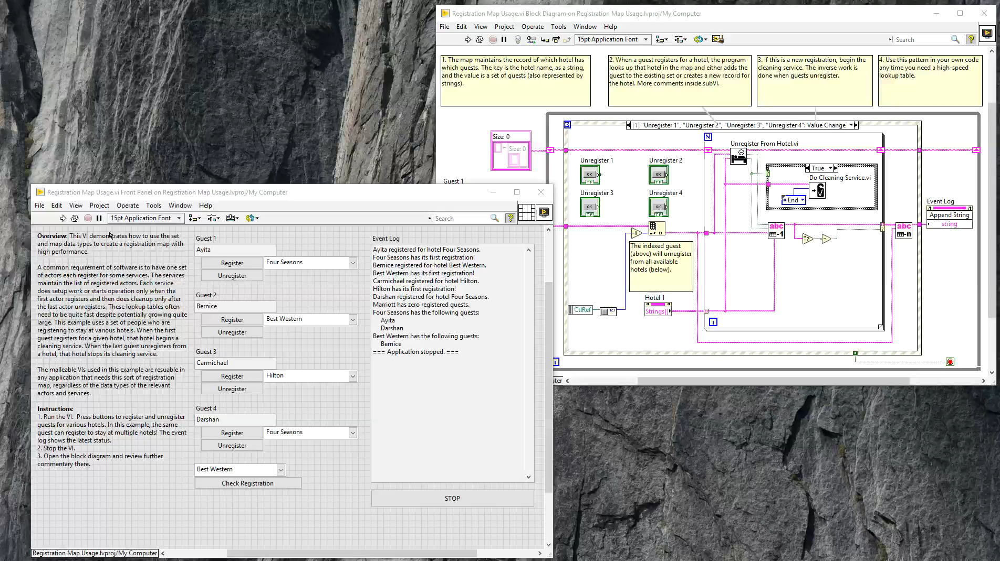 Registration Map Usage.vi Block Diagram on Registration Map Usage.lvproj/My Computer
File Edit View Project Operate Tools Window Help
15pt Application Font
Search
1. The map maintains the record of which hotel has
which guests. The key is the hotel name, as a string,
and the value is a set of guests (also represented by
strings).
2. When a guest registers for a hotel, the program
looks up that hotel in the map and either adds the
guest to the existing set or creates a new record for
the hotel. More comments inside subVI.
3. If this is a new registration, begin the
cleaning service. The inverse work is
done when guests unregister.
4. Use this pattern in your own code
any time you need a high-speed
lookup table.
[1] "Unregister 1", "Unregister 2", "Unregister 3", "Unregister 4": Value Change
Size: 0
Size: 0
Guest 1
N
Unregister From Hotel.vi
Unregister 1
OK
TF
Unregister 2
OK
TF
Unregister 3
OK
TF
Unregister 4
OK
TF
True
Do Cleaning Service.vi
End
Event Log
Append String
string
abc
-1
abc
-n
-1
The indexed guest
(above) will unregister
from all available
hotels (below).
Hotel 1
Strings[]
CtlRef
123
i
i
ter
Registration Map Usage.vi Front Panel on Registration Map Usage.lvproj/My Computer
File Edit View Project Operate Tools Window Help
15pt Application Font
Search
Overview: This VI demonstrates how to use the set
and map data types to create a registration map with
high performance.
A common requirement of software is to have one set
of actors each register for some services. The services
maintain the list of registered actors. Each service
does setup work or starts operation only when the
first actor registers and then does cleanup only after
the last actor unregisters. These lookup tables often
need to be quite fast despite potentially growing quite
large. This example uses a set of people who are
registering to stay at various hotels. When the first
guest registers for a given hotel, that hotel begins a
cleaning service. When the last guest unregisters from
a hotel, that hotel stops its cleaning service.
The malleable VIs used in this example are resuable in
any application that needs this sort of registration
map, regardless of the data types of the relevant
actors and services.
Instructions:
1. Run the VI. Press buttons to register and unregister
guests for various hotels. In this example, the same
guest can register to stay at multiple hotels! The event
log shows the latest status.
2. Stop the VI.
3. Open the block diagram and review further
commentary there.
Guest 1
Ayita
Register
Four Seasons
Unregister
Guest 2
Bernice
Register
Best Western
Unregister
Guest 3
Carmichael
Register
Hilton
Unregister
Guest 4
Darshan
Register
Four Seasons
Unregister
Best Western
Check Registration
Event Log
Ayita registered for hotel Four Seasons.
Four Seasons has its first registration!
Bernice registered for hotel Best Western.
Best Western has its first registration!
Carmichael registered for hotel Hilton.
Hilton has its first registration!
Darshan registered for hotel Four Seasons.
Marriott has zero registered guests.
Four Seasons has the following guests:
Ayita
Darshan
Best Western has the following guests:
Bernice
=== Application stopped. ===
STOP
Registration Map Usage.lvproj/My Computer